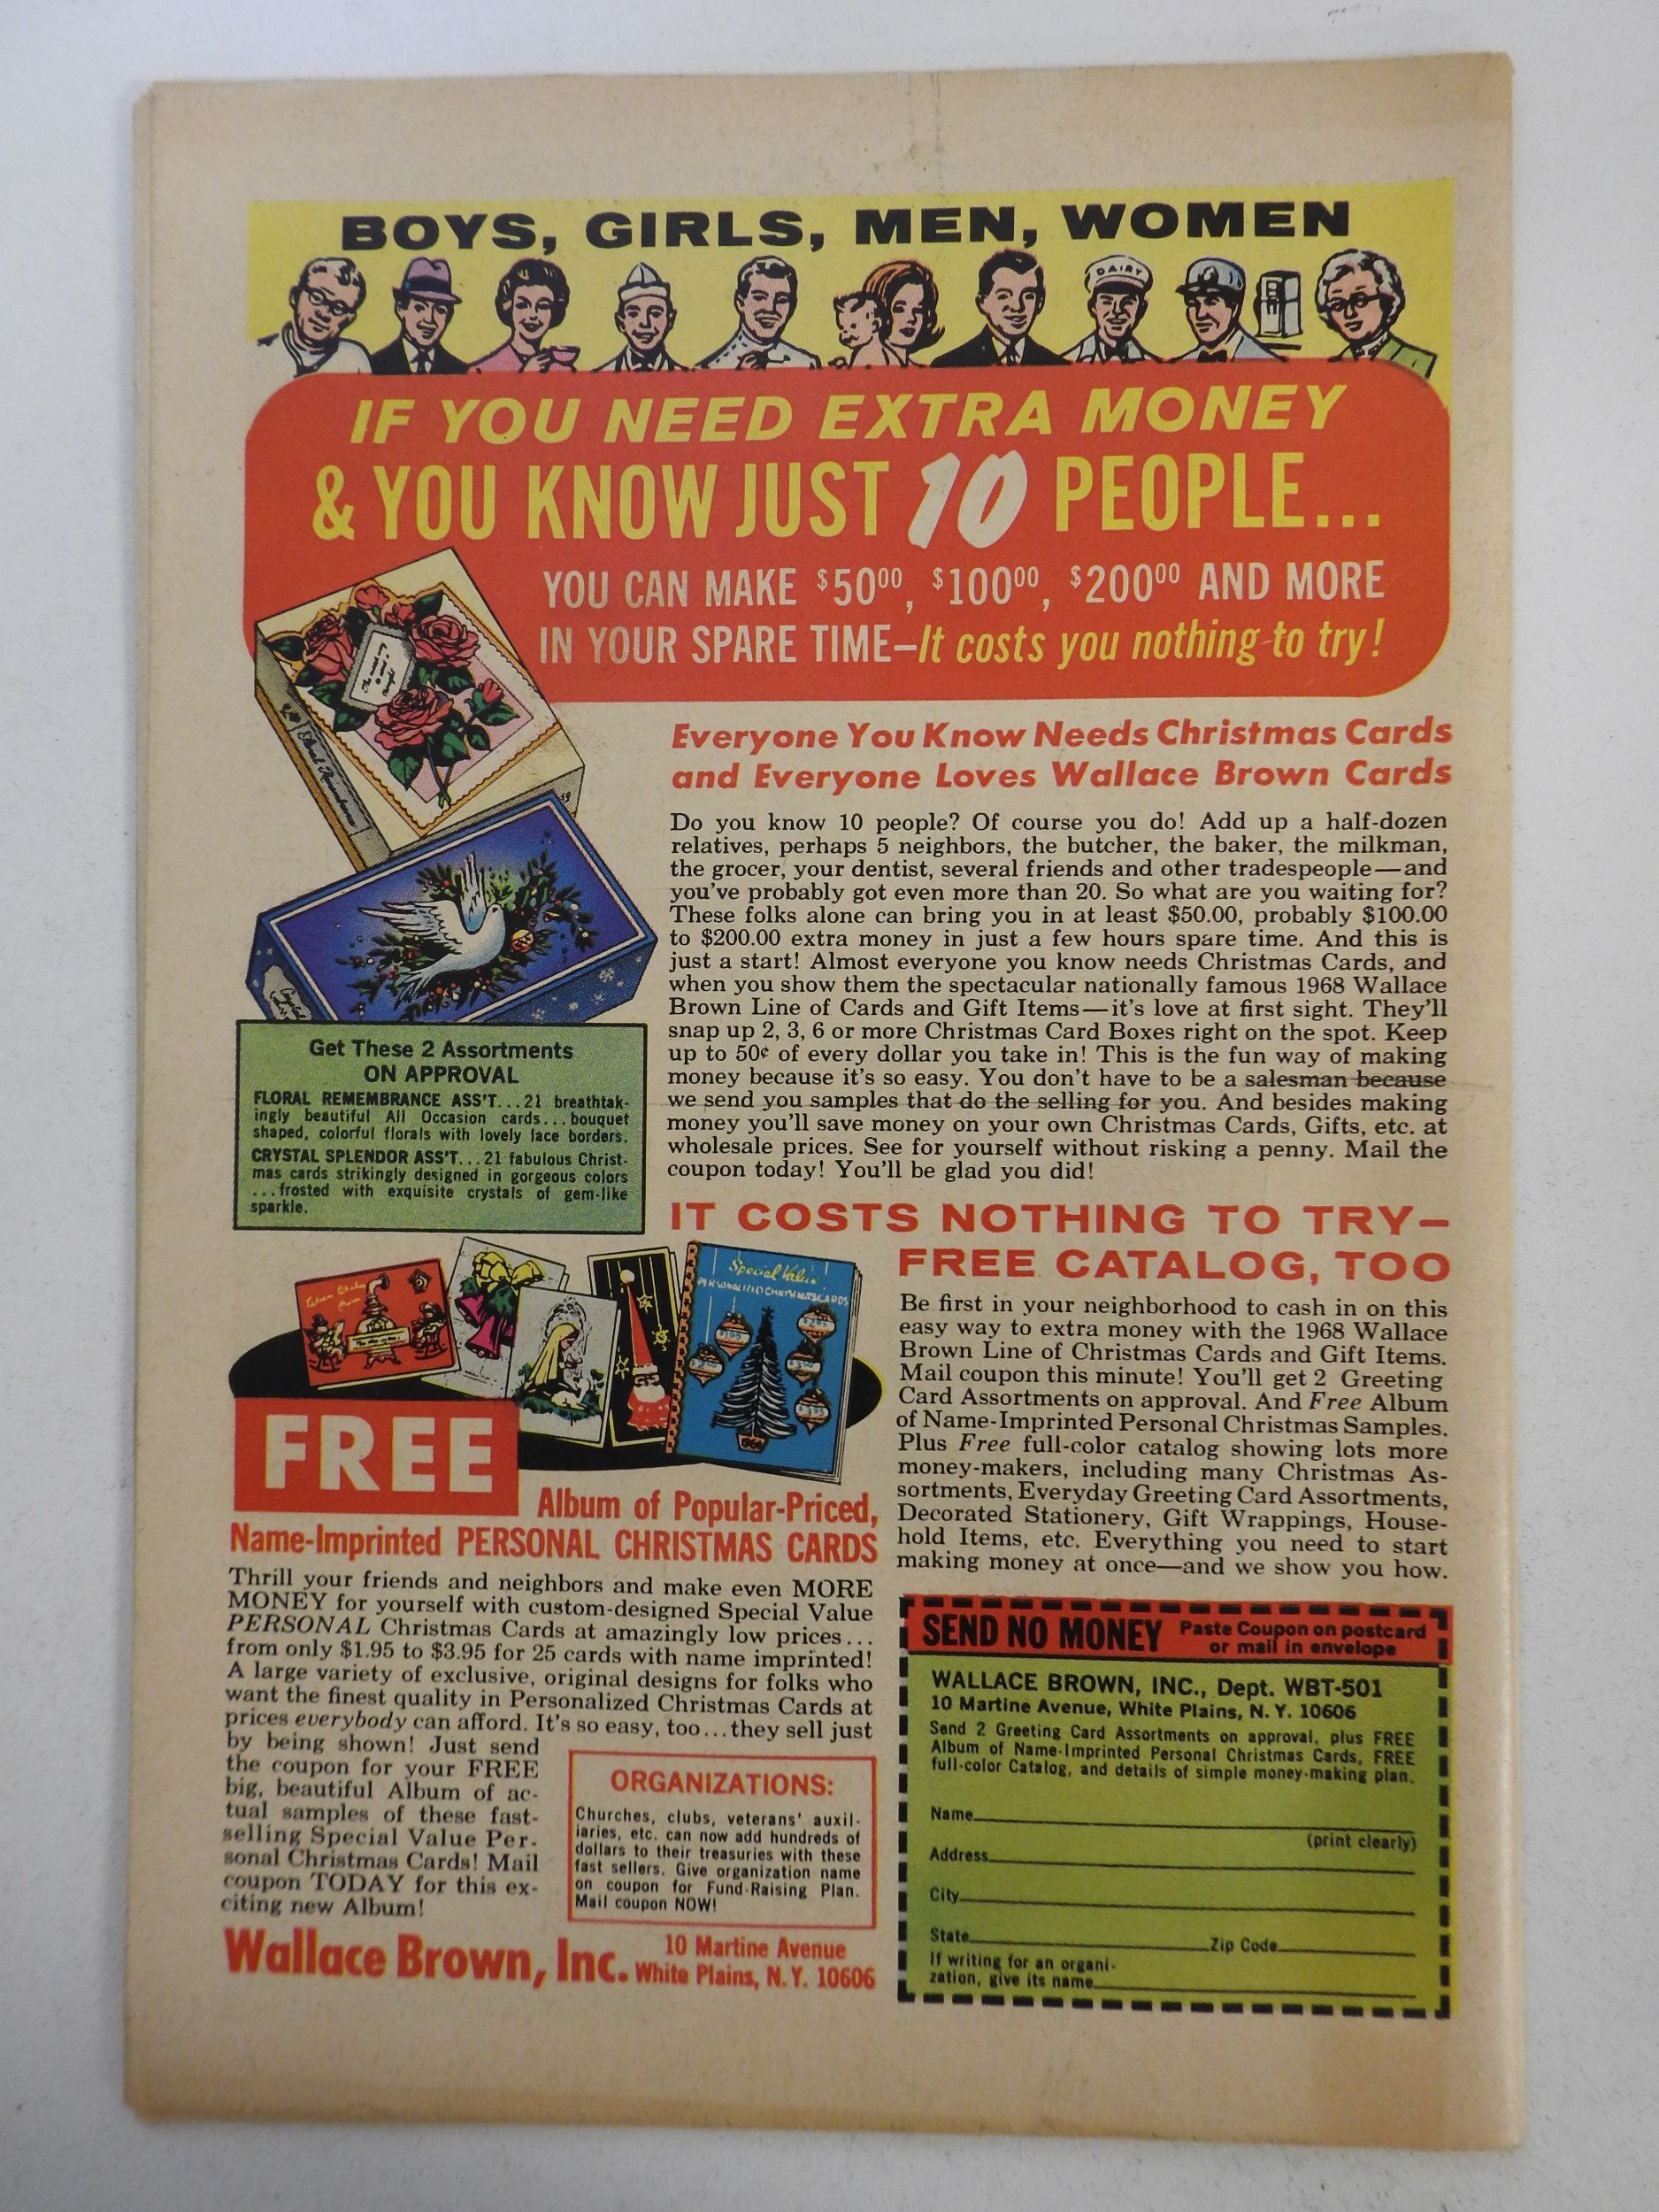 BOYS, GIRLS, MEN, WOMEN
DAIRY
IF YOU NEED EXTRA MONEY
& YOU KNOW JUST 10 PEOPLE...
YOU CAN MAKE $50⁰⁰, $100⁰⁰, $200⁰⁰ AND MORE
IN YOUR SPARE TIME—It costs you nothing to try!
Everyone You Know Needs Christmas Cards
and Everyone Loves Wallace Brown Cards
Do you know 10 people? Of course you do! Add up a half-dozen
relatives, perhaps 5 neighbors, the butcher, the baker, the milkman,
the grocer, your dentist, several friends and other tradespeople—and
you've probably got even more than 20. So what are you waiting for?
These folks alone can bring you in at least $50.00, probably $100.00
to $200.00 extra money in just a few hours spare time. And this is
just a start! Almost everyone you know needs Christmas Cards, and
when you show them the spectacular nationally famous 1968 Wallace
Brown Line of Cards and Gift Items—it's love at first sight. They'll
snap up 2, 3, 6 or more Christmas Card Boxes right on the spot. Keep
up to 50¢ of every dollar you take in! This is the fun way of making
money because it's so easy. You don't have to be a salesman because
we send you samples that do the selling for you. And besides making
money you'll save money on your own Christmas Cards, Gifts, etc. at
wholesale prices. See for yourself without risking a penny. Mail the
coupon today! You'll be glad you did!
Get These 2 Assortments
ON APPROVAL
FLORAL REMEMBRANCE ASS'T...21 breathtak-
ingly beautiful All Occasion cards...bouquet
shaped, colorful florals with lovely lace borders.
CRYSTAL SPLENDOR ASS'T...21 fabulous Christ-
mas cards strikingly designed in gorgeous colors
...frosted with exquisite crystals of gem-like
sparkle.
IT COSTS NOTHING TO TRY—
FREE CATALOG, TOO
Be first in your neighborhood to cash in on this
easy way to extra money with the 1968 Wallace
Brown Line of Christmas Cards and Gift Items.
Mail coupon this minute! You'll get 2 Greeting
Card Assortments on approval. And Free Album
of Name-Imprinted Personal Christmas Samples.
Plus Free full-color catalog showing lots more
money-makers, including many Christmas As-
sortments, Everyday Greeting Card Assortments,
Decorated Stationery, Gift Wrappings, House-
hold Items, etc. Everything you need to start
making money at once—and we show you how.
Special Value
PERSONALIZED CHRISTMAS CARDS
FREE
Album of Popular-Priced,
Name-Imprinted PERSONAL CHRISTMAS CARDS
Thrill your friends and neighbors and make even MORE
MONEY for yourself with custom-designed Special Value
PERSONAL Christmas Cards at amazingly low prices...
from only $1.95 to $3.95 for 25 cards with name imprinted!
A large variety of exclusive, original designs for folks who
want the finest quality in Personalized Christmas Cards at
prices everybody can afford. It's so easy, too...they sell just
by being shown! Just send
the coupon for your FREE
big, beautiful Album of ac-
tual samples of these fast-
selling Special Value Per-
sonal Christmas Cards! Mail
coupon TODAY for this ex-
citing new Album!
ORGANIZATIONS:
Churches, clubs, veterans' auxil-
iaries, etc. can now add hundreds of
dollars to their treasuries with these
fast sellers. Give organization name
on coupon for Fund-Raising Plan.
Mail coupon NOW!
Wallace Brown, Inc.
10 Martine Avenue
White Plains, N.Y. 10606
SEND NO MONEY
Paste Coupon on postcard
or mail in envelope
WALLACE BROWN, INC., Dept. WBT-501
10 Martine Avenue, White Plains, N.Y. 10606
Send 2 Greeting Card Assortments on approval, plus FREE
Album of Name-Imprinted Personal Christmas Cards, FREE
full-color Catalog, and details of simple money-making plan.
Name
(print clearly)
Address
City
State Zip Code
If writing for an organi-
zation, give its name